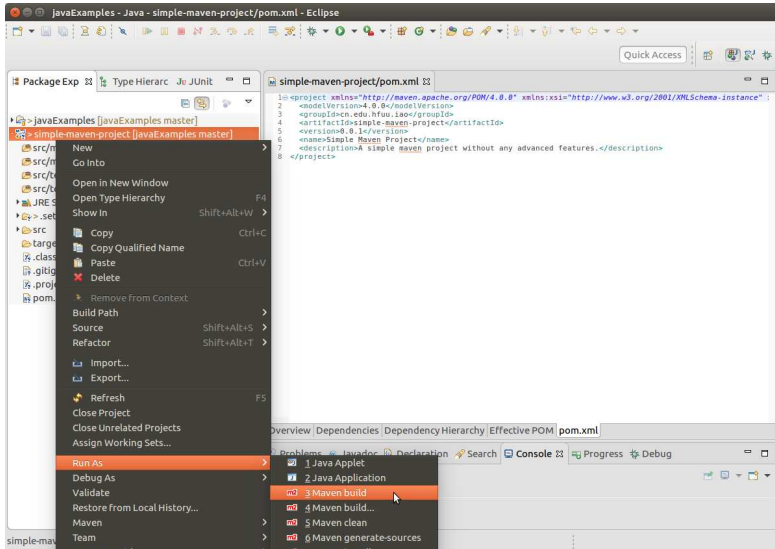 javaExamples - Java - simple-maven-project/pom.xml - Eclipse
Quick Access
Package Exp
Type Hierarc
Ju JUnit
simple-maven-project/pom.xml
javaExamples [javaExamples master]
> simple-maven-project [javaExamples master]
src/m
src/m
src/te
src/te
JRE S
> .set
src
targe
.class
.gitig
.proj
pom.
1 <project xmlns="http://maven.apache.org/POM/4.0.0" xmlns:xsi="http://www.w3.org/2001/XMLSchema-instance"
2 <modelVersion>4.0.0</modelVersion>
3 <groupId>cn.edu.hfuu.iao</groupId>
4 <artifactId>simple-maven-project</artifactId>
5 <version>0.0.1</version>
6 <name>Simple Maven Project</name>
7 <description>A simple maven project without any advanced features.</description>
8 </project>
New
Go Into
Open in New Window
Open Type Hierarchy F4
Show In Shift+Alt+W
Copy Ctrl+C
Copy Qualified Name
Paste Ctrl+V
Delete
Remove from Context
Build Path
Source Shift+Alt+S
Refactor Shift+Alt+T
Import...
Export...
Refresh F5
Close Project
Close Unrelated Projects
Assign Working Sets...
Run As
Debug As
Validate
Restore from Local History...
Maven
Team
Overview
Dependencies
Dependency Hierarchy
Effective POM
pom.xml
Problems
Javadoc
Declaration
Search
Console
Progress
Debug
1 Java Applet
2 Java Application
m2 3 Maven build
m2 4 Maven build...
m2 5 Maven clean
m2 6 Maven generate-sources
simple-mav